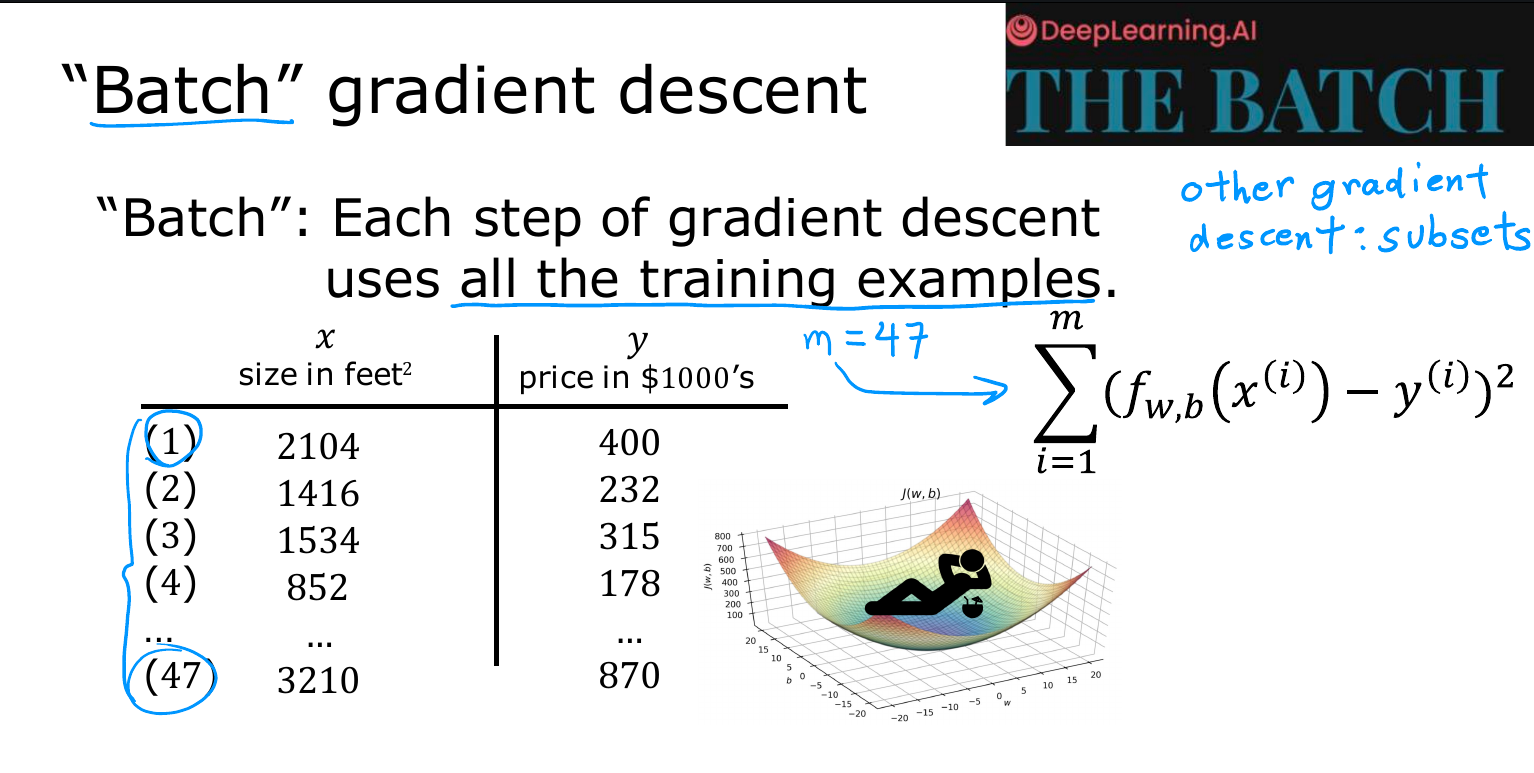 DeepLearning.AI
THE BATCH
“Batch” gradient descent
other gradient
descent: subsets
“Batch”: Each step of gradient descent
uses all the training examples.
x y
size in feet² price in $1000’s
m = 47
m
∑ (f_{w,b}(x^{(i)}) − y^{(i)})²
i=1
(1) 2104 400
(2) 1416 232
(3) 1534 315
(4) 852 178
... ... ...
(47) 3210 870
J(w, b)
J(w, b)
800
700
600
500
400
300
200
100
20
15
10
5
0
−5
−10
−15
−20
b
−20 −15 −10 −5 0 5 10 15 20
w